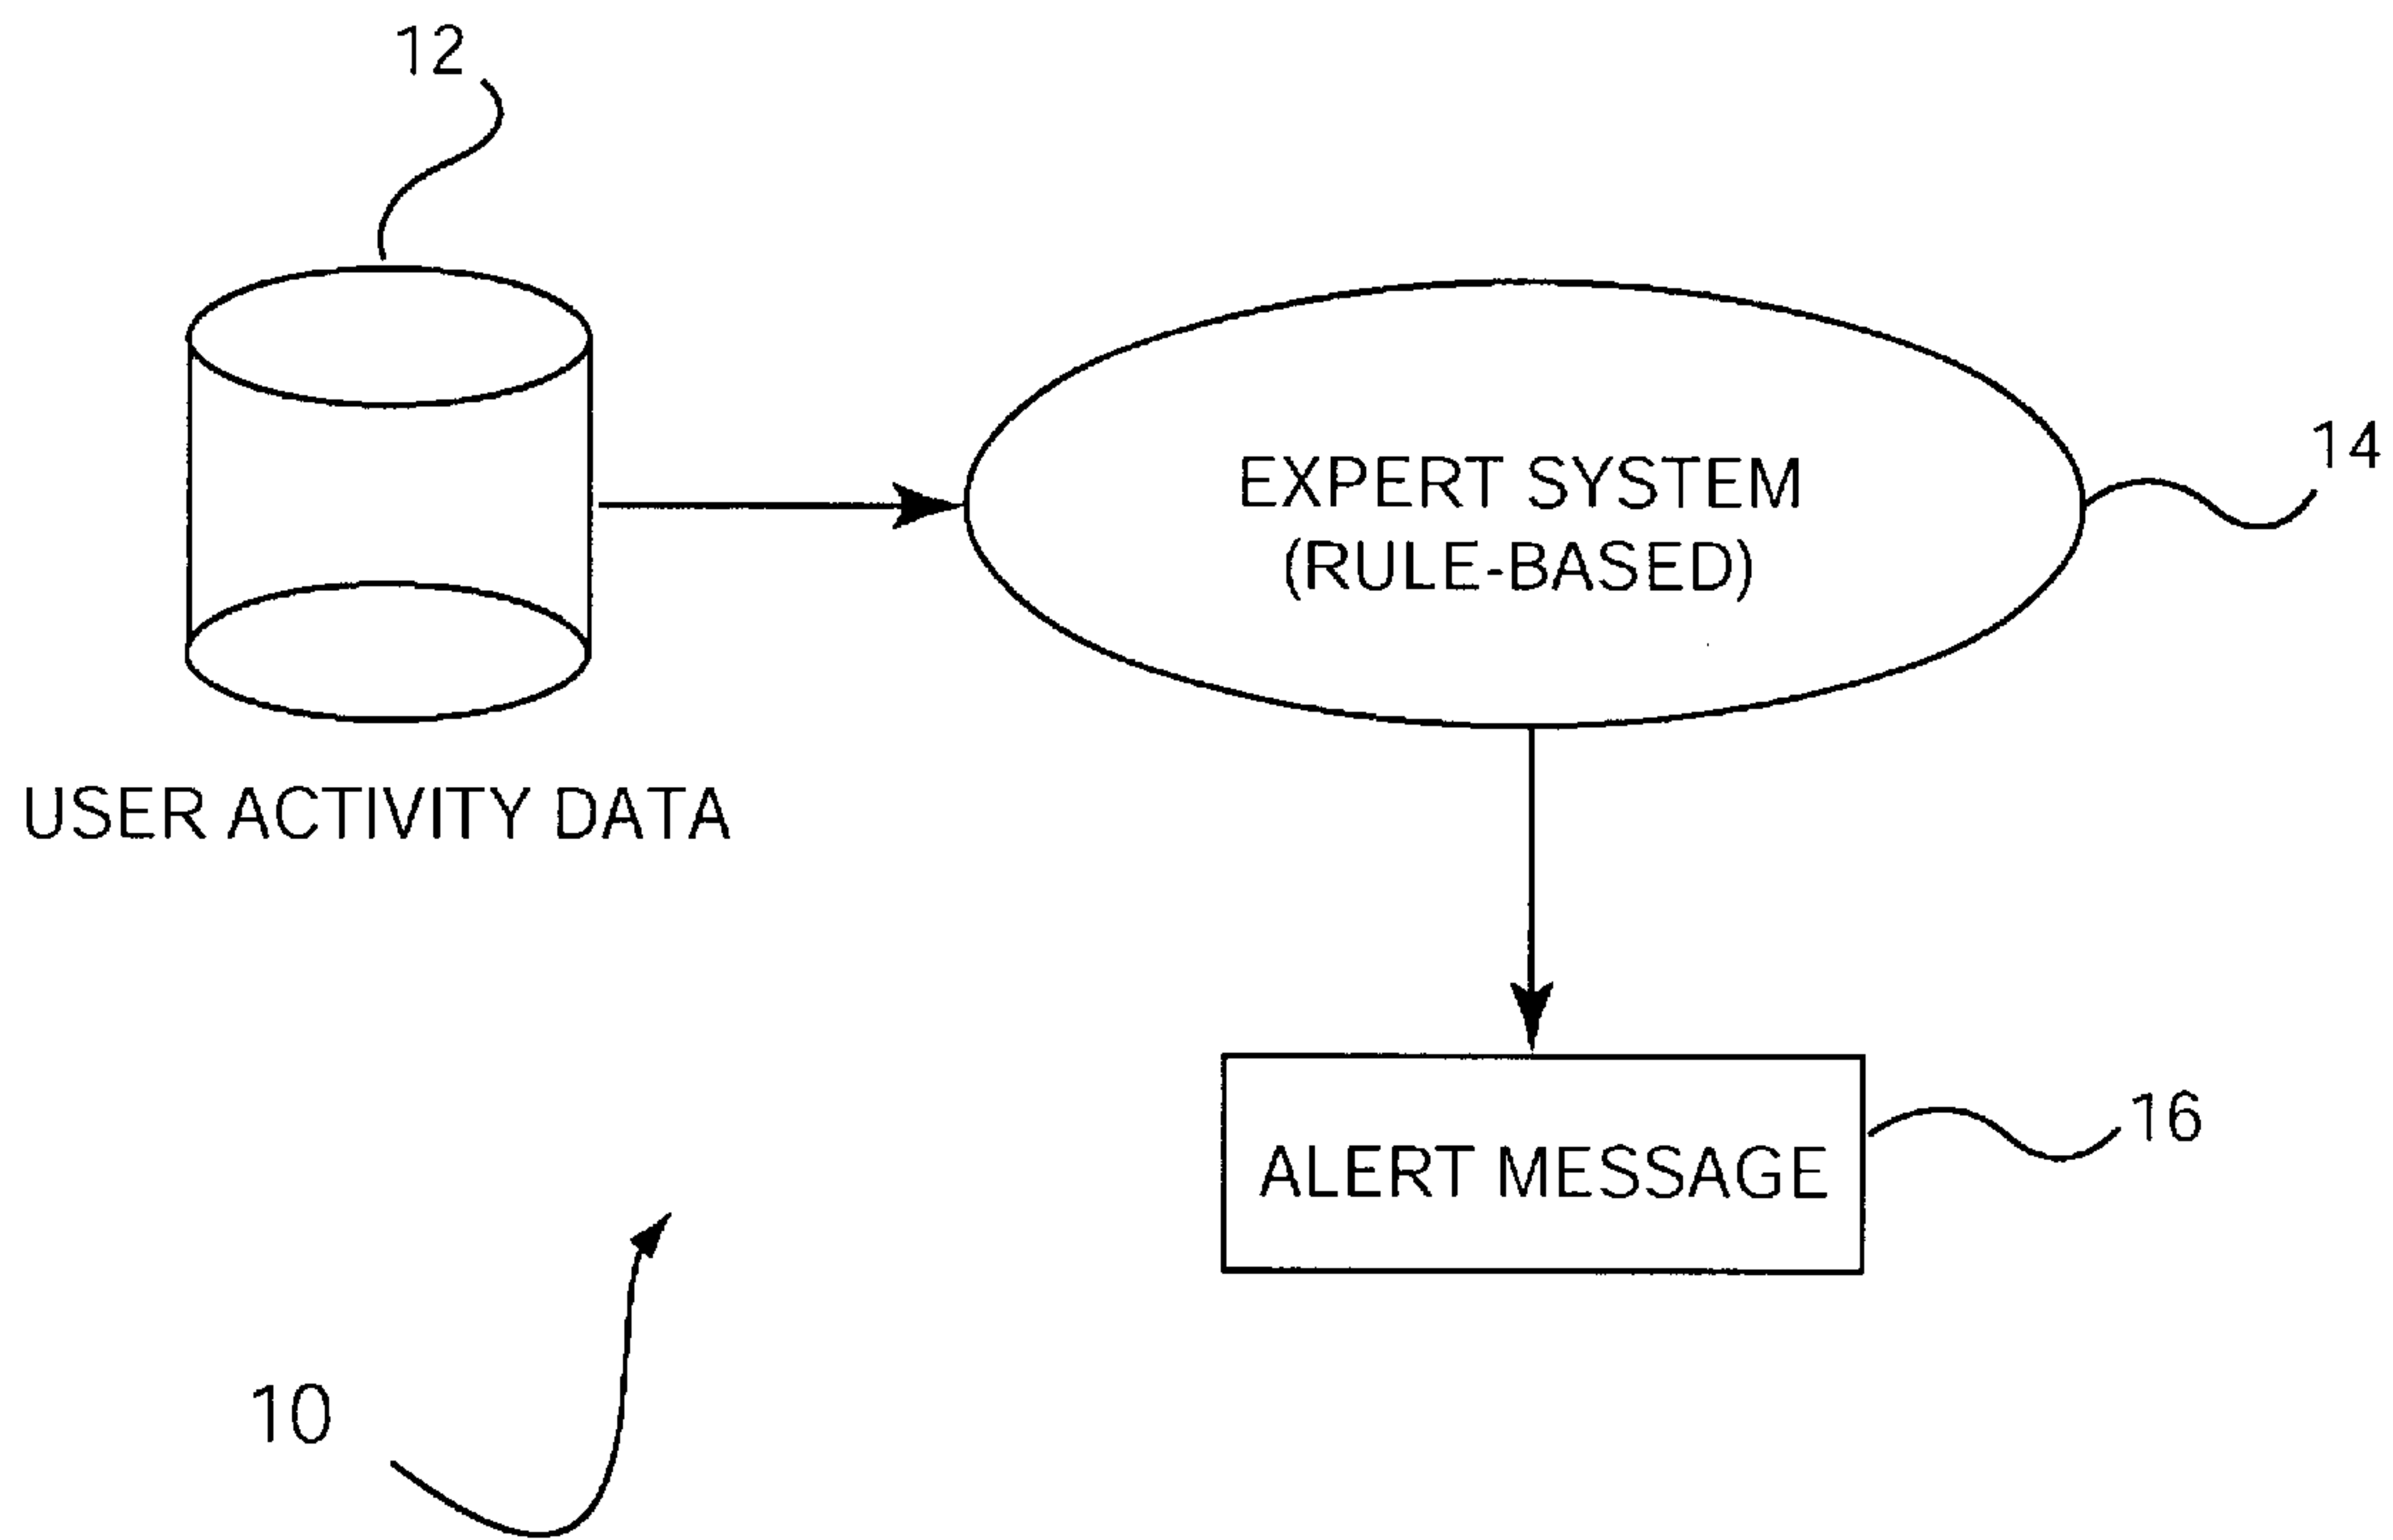 12
EXPERT SYSTEM
(RULE-BASED)
14
USER ACTIVITY DATA
ALERT MESSAGE
16
10